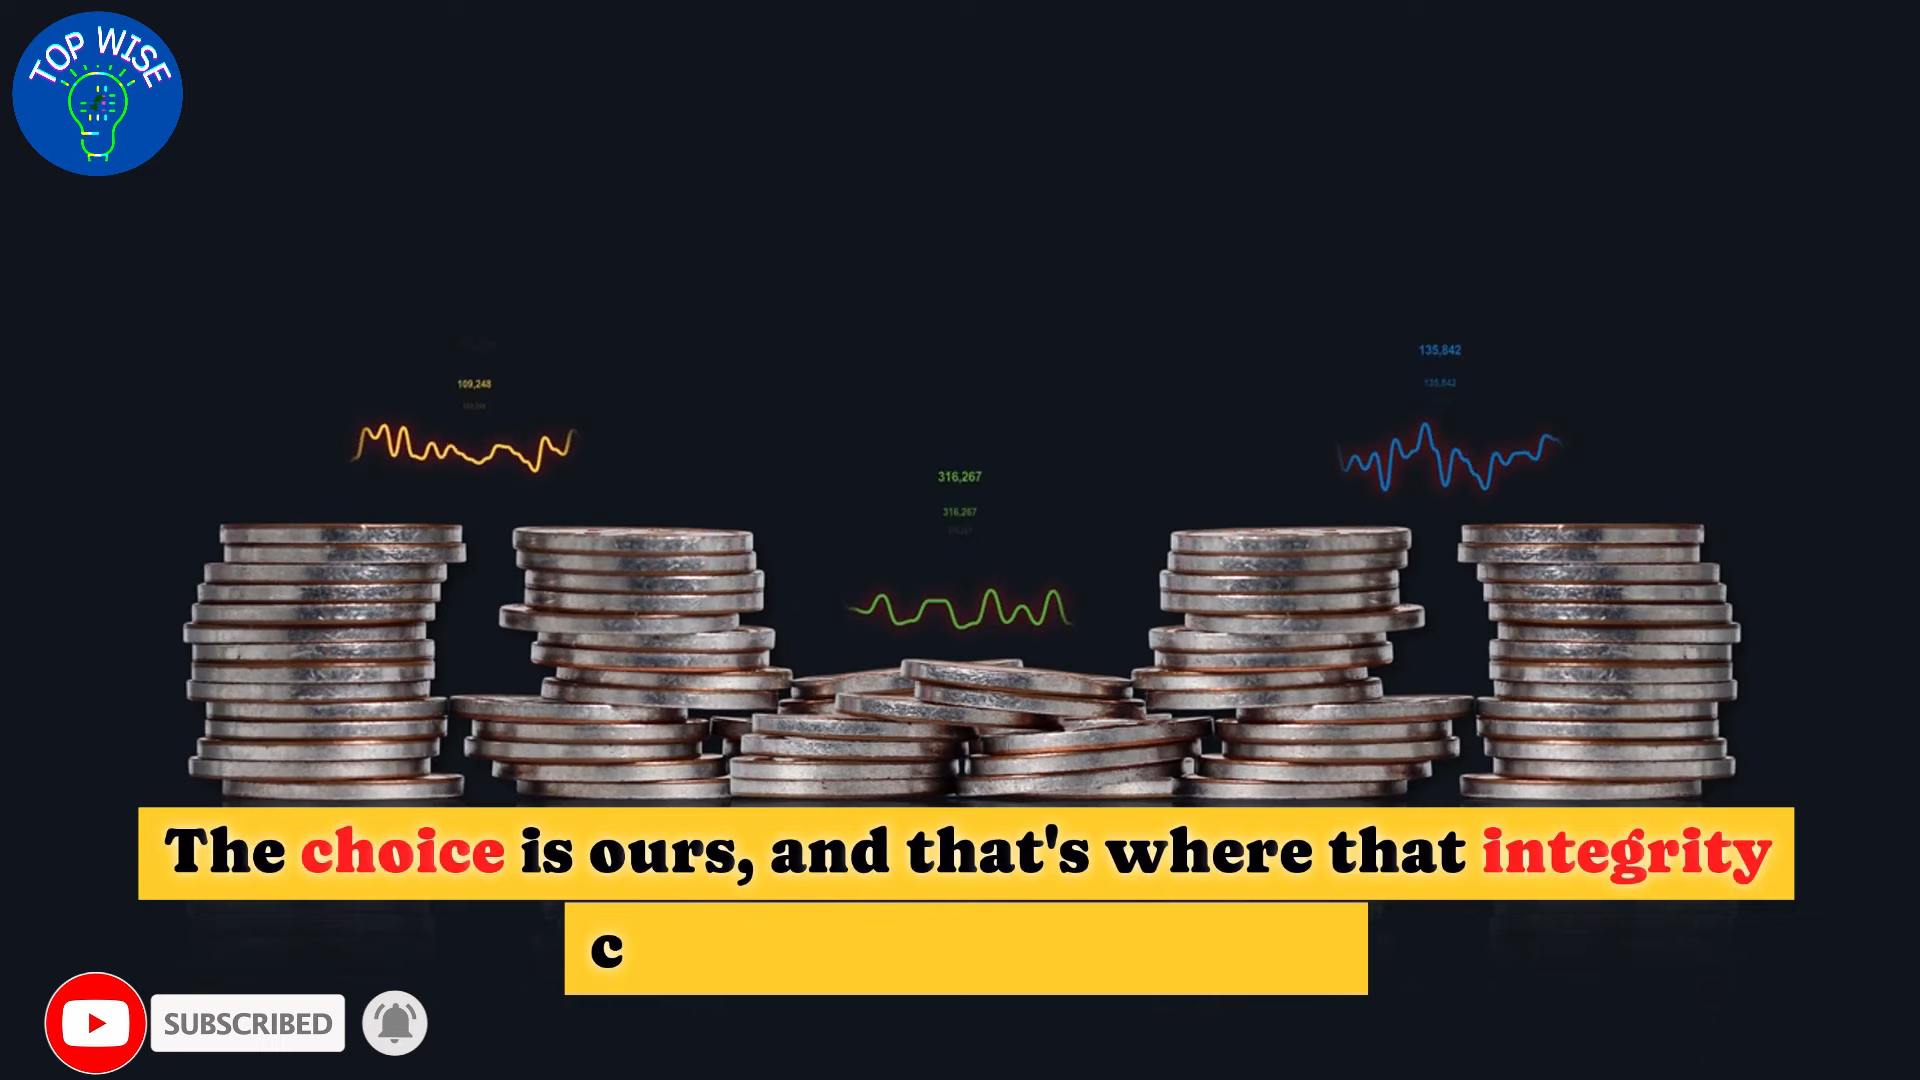 TOP WISE
135,842
109,248
135,842
316,267
316,267
The choice is ours, and that's where that integrity
c
SUBSCRIBED